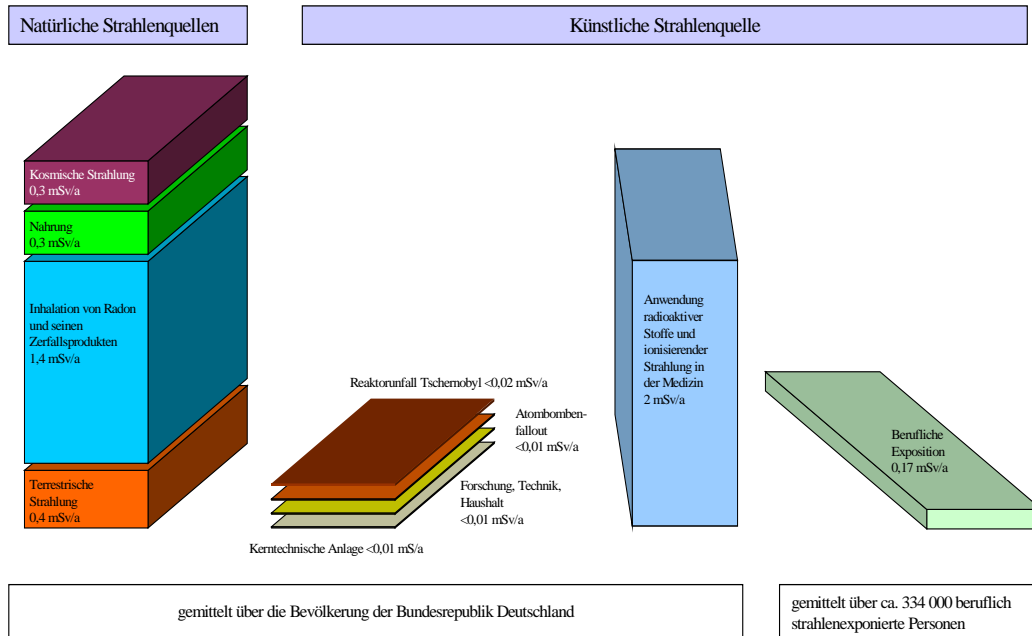 Natürliche Strahlenquellen
Künstliche Strahlenquelle
Kosmische Strahlung
0,3 mSv/a
Nahrung
0,3 mSv/a
Inhalation von Radon
und seinen
Zerfallsprodukten
1,4 mSv/a
Terrestrische
Strahlung
0,4 mSv/a
Reaktorunfall Tschernobyl <0,02 mSv/a
Atombomben-
fallout
<0,01 mSv/a
Forschung, Technik,
Haushalt
<0,01 mSv/a
Kerntechnische Anlage <0,01 mS/a
Anwendung
radioaktiver
Stoffe und
ionisierender
Strahlung in
der Medizin
2 mSv/a
Berufliche
Exposition
0,17 mSv/a
gemittelt über die Bevölkerung der Bundesrepublik Deutschland
gemittelt über ca. 334 000 beruflich
strahlenexponierte Personen